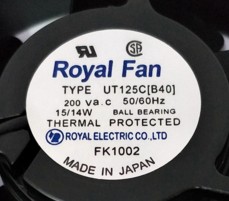 Royal Fan
TYPE UT125C[B40]
200 va.c 50/60Hz
15/14W BALL BEARING
THERMAL PROTECTED
ROYAL ELECTRIC CO.,LTD
FK1002
MADE IN JAPAN